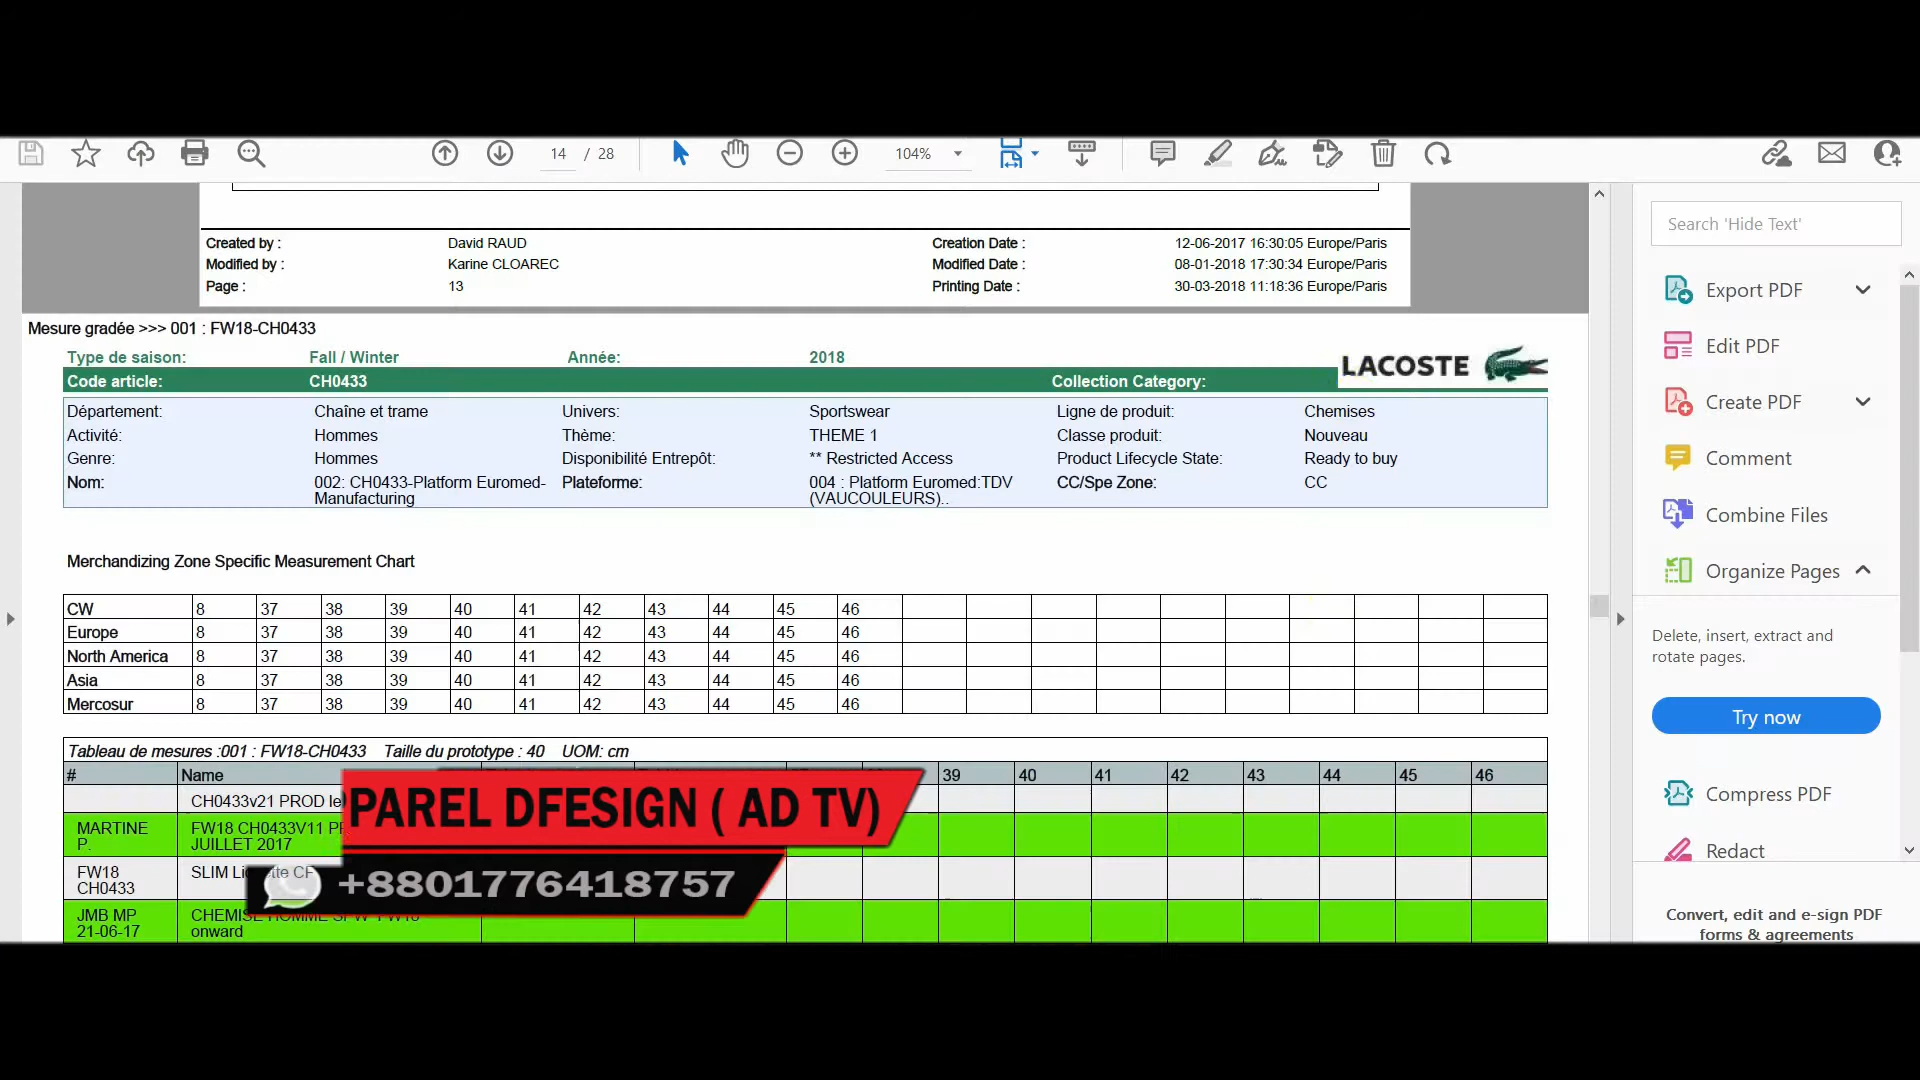 14 / 28 104%
Search 'Hide Text'
Created by : David RAUD Creation Date : 12-06-2017 16:30:05 Europe/Paris
Modified by : Karine CLOAREC Modified Date : 08-01-2018 17:30:34 Europe/Paris
Page : 13 Printing Date : 30-03-2018 11:18:36 Europe/Paris
Mesure gradée >>> 001 : FW18-CH0433
Type de saison: Fall / Winter Année: 2018
LACOSTE
Code article: CH0433 Collection Category:
Département: Chaîne et trame Univers: Sportswear Ligne de produit: Chemises
Activité: Hommes Thème: THEME 1 Classe produit: Nouveau
Genre: Hommes Disponibilité Entrepôt: ** Restricted Access Product Lifecycle State: Ready to buy
Nom: 002: CH0433-Platform Euromed- Plateforme: 004 : Platform Euromed:TDV CC/Spe Zone: CC
Manufacturing (VAUCOULEURS)..
Merchandizing Zone Specific Measurement Chart
CW 8 37 38 39 40 41 42 43 44 45 46
Europe 8 37 38 39 40 41 42 43 44 45 46
North America 8 37 38 39 40 41 42 43 44 45 46
Asia 8 37 38 39 40 41 42 43 44 45 46
Mercosur 8 37 38 39 40 41 42 43 44 45 46
Tableau de mesures :001 : FW18-CH0433 Taille du prototype : 40 UOM: cm
# Name 39 40 41 42 43 44 45 46
CH0433v21 PROD
MARTINE FW18 CH0433V11
P. JUILLET 2017
FW18 SLIM
CH0433
JMB MP CHEMISE HOMME
21-06-17 onward
PAREL DFESIGN ( AD TV)
+8801776418757
Export PDF
Edit PDF
Create PDF
Comment
Combine Files
Organize Pages
Delete, insert, extract and
rotate pages.
Try now
Compress PDF
Redact
Convert, edit and e-sign PDF
forms & agreements